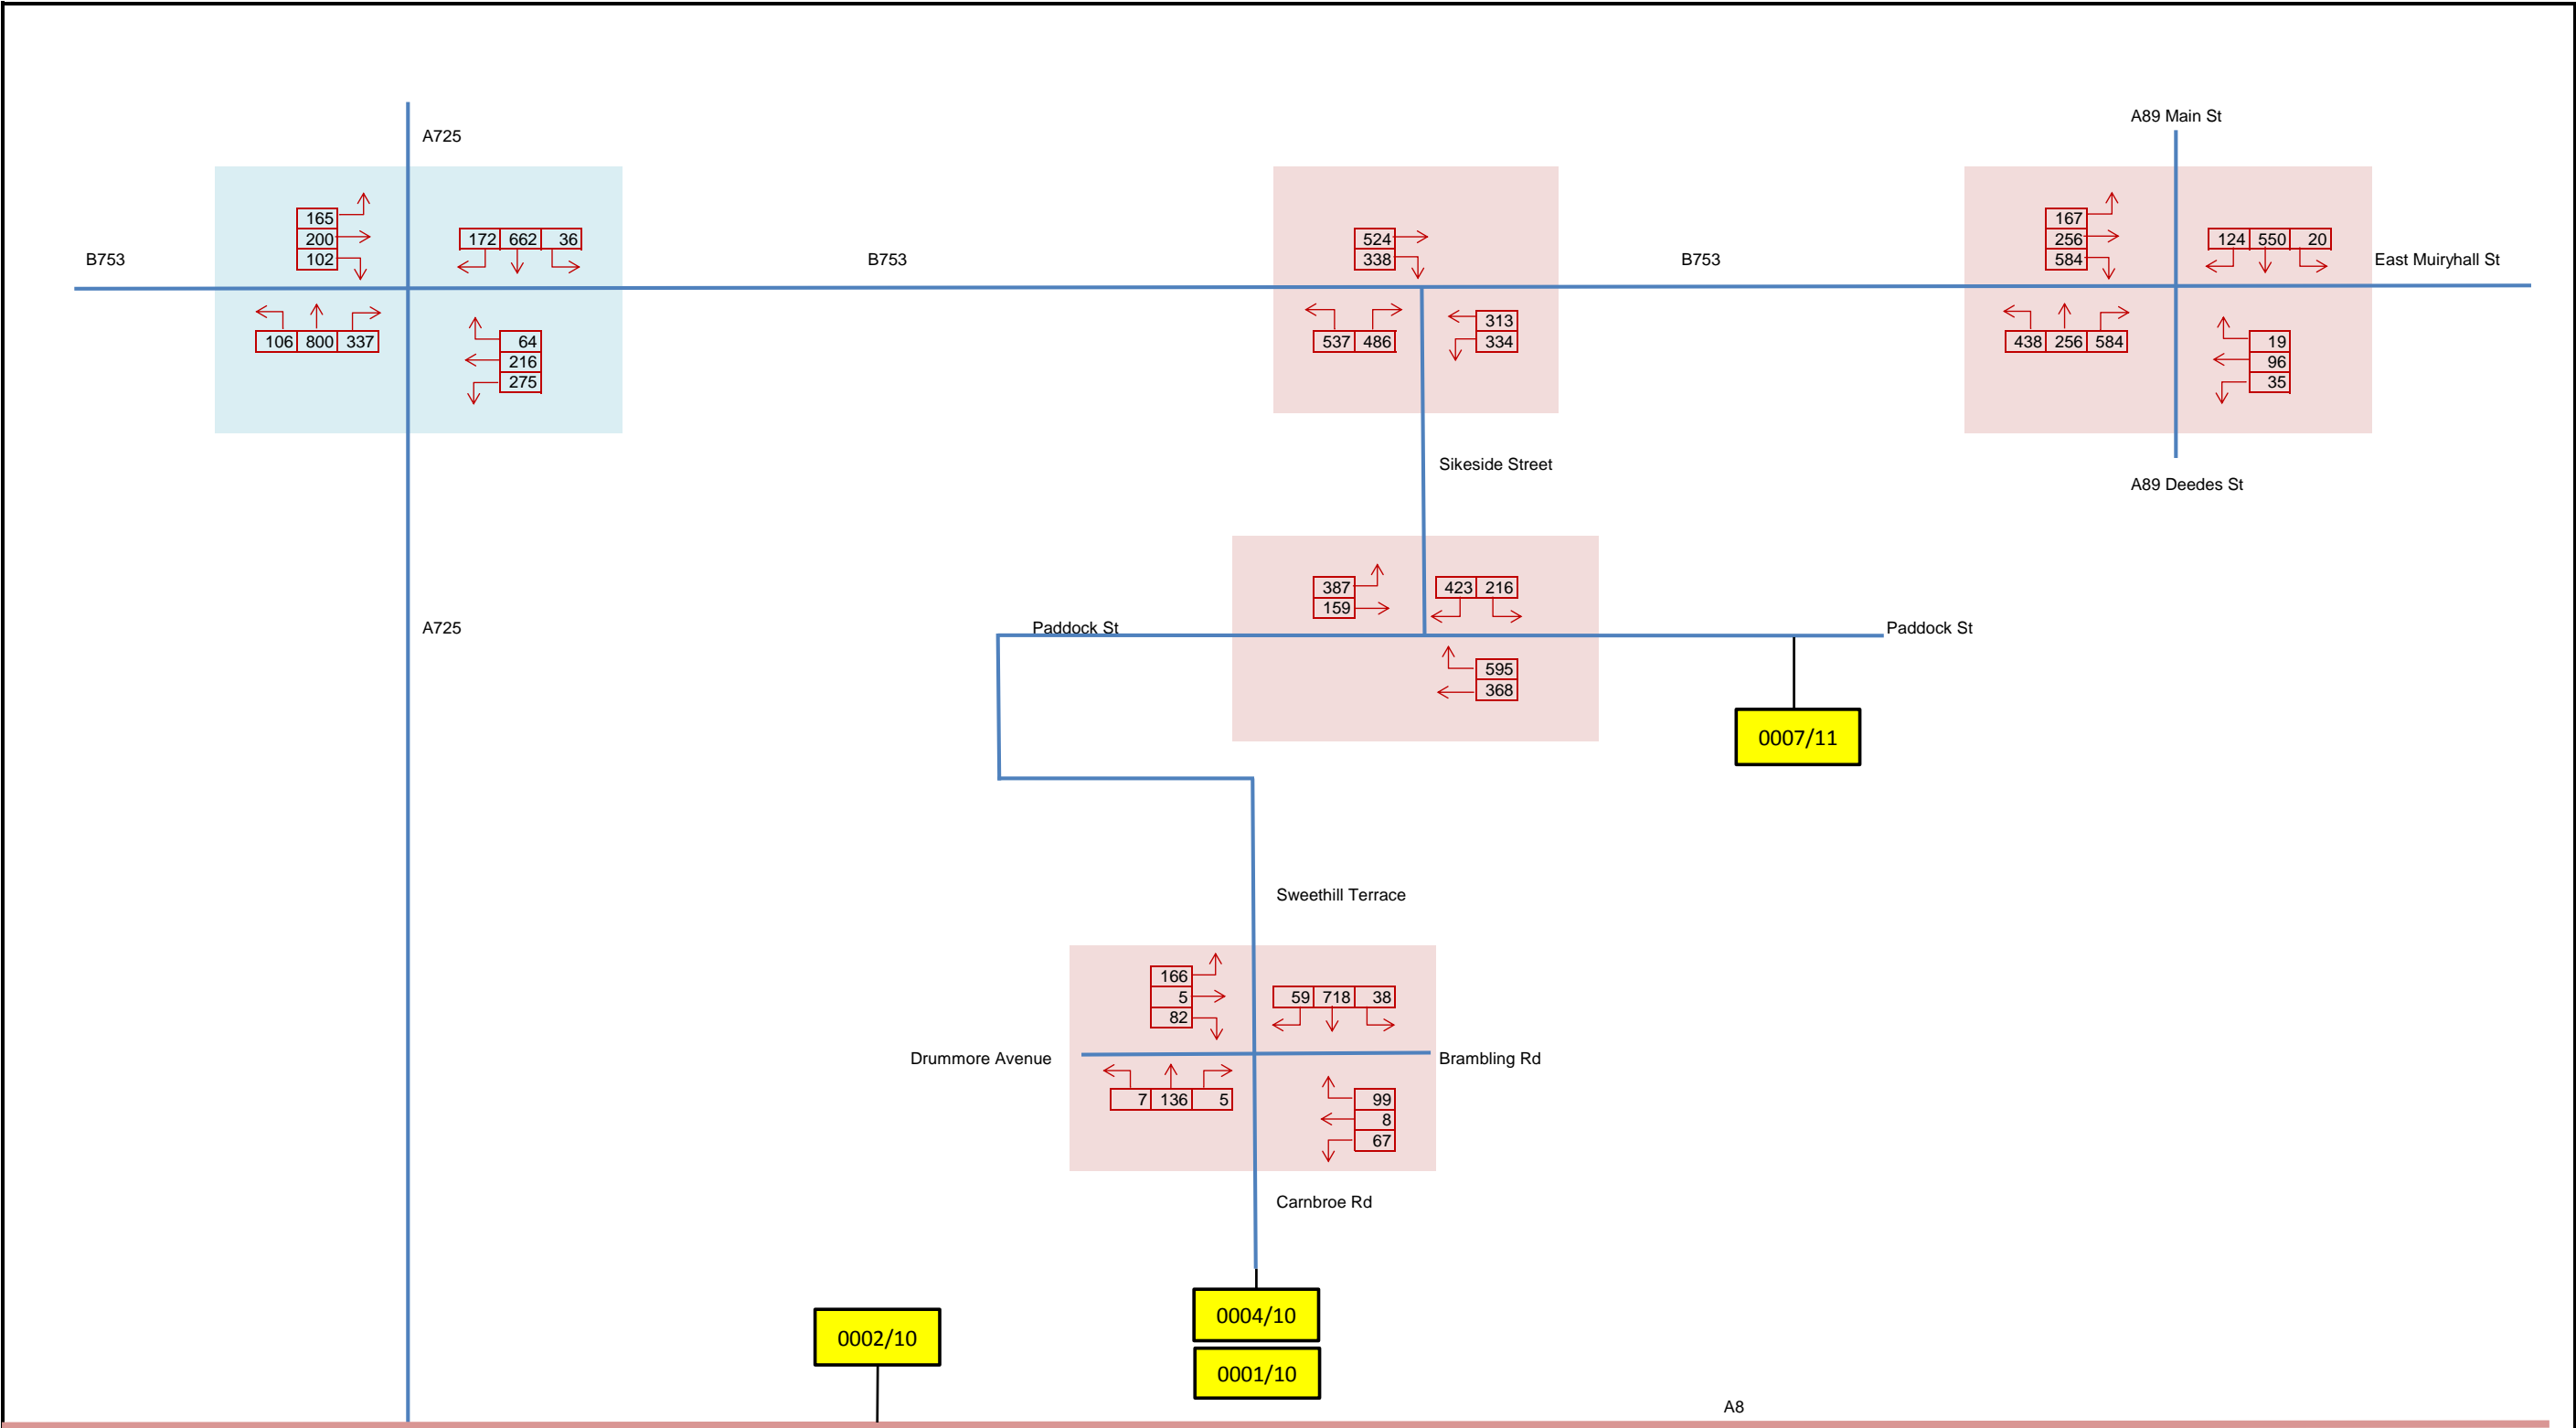 A89 Main St
A725
165
200
102
172 662 36
524
338
167
256
584
124 550 20
B753
B753
B753
East Muiryhall St
106 800 337
64
216
275
537 486
313
334
438 256 584
19
96
35
Sikeside Street
A89 Deedes St
387
159
423 216
A725
Paddock St
Paddock St
595
368
0007/11
Sweethill Terrace
166
5
82
59 718 38
Drummore Avenue
Brambling Rd
7 136 5
99
8
67
Carnbroe Rd
0004/10
0002/10
0001/10
A8